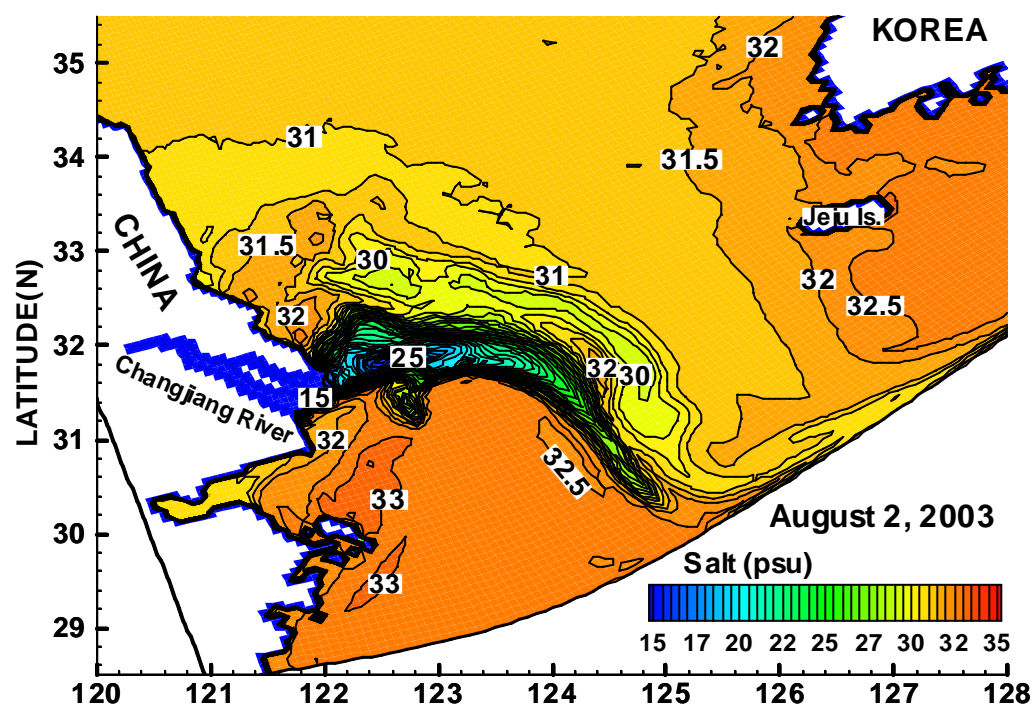 KOREA
32
35
31
34
31.5
Jeju Is.
CHINA
31.5
33
30
31
32
32.5
32
32
25
32
30
Changjiang River
15
31
32
32.5
33
30
August 2, 2003
Salt (psu)
33
29
15 17 20 22 25 27 30 32 35
120 121 122 123 124 125 126 127 128
LATITUDE(N)